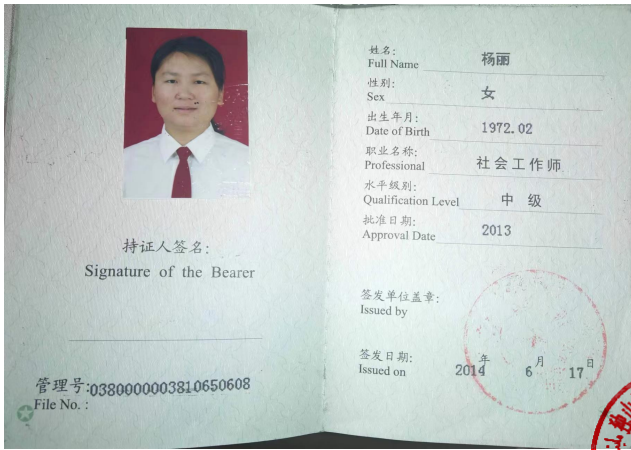 持证人签名:
Signature of the Bearer
管理号:0380000003810650608
File No. :
姓名:
Full Name 杨丽
性别:
Sex 女
出生年月:
Date of Birth 1972.02
职业名称:
Professional 社会工作师
水平级别:
Qualification Level 中 级
批准日期:
Approval Date 2013
签发单位盖章:
Issued by
签发日期:
Issued on 2014 年 6 月 17 日